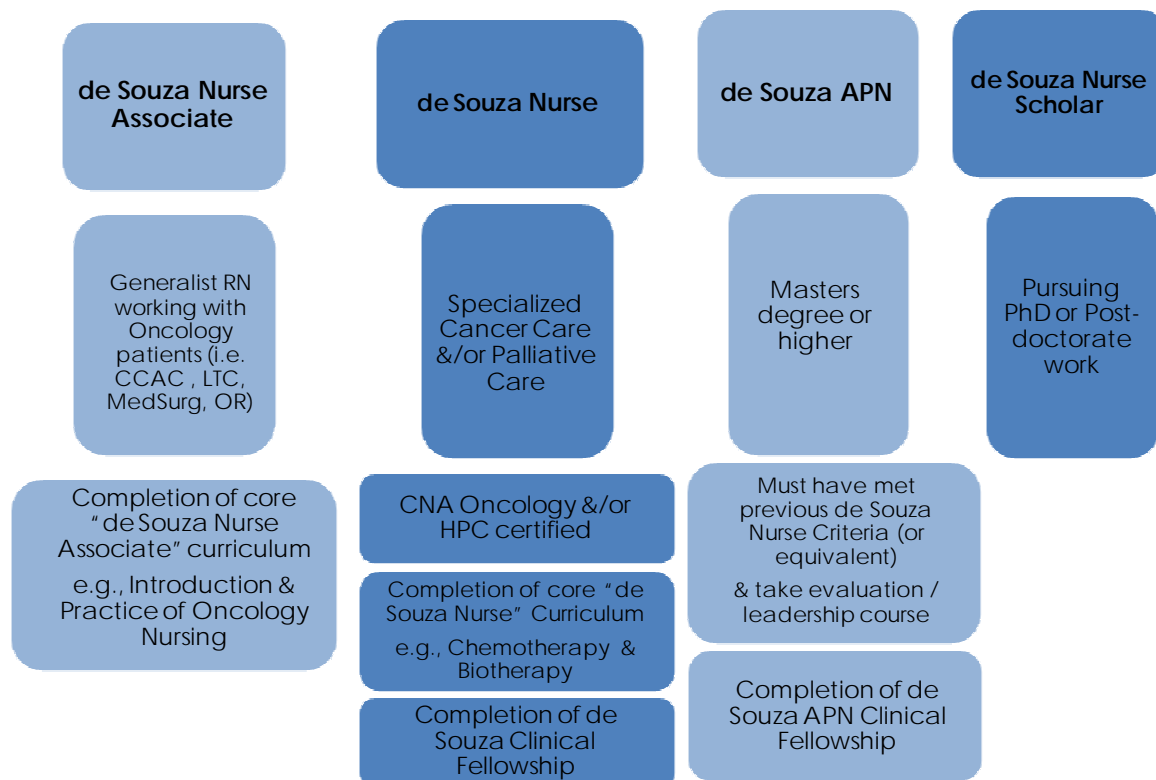 de Souza Nurse
Associate
Generalist RN
working with
Oncology
patients (i.e.
CCAC , LTC,
MedSurg, OR)
Completion of core
"de Souza Nurse
Associate" curriculum
e.g., Introduction &
Practice of Oncology
Nursing
de Souza Nurse
Specialized
Cancer Care
&/or Palliative
Care
CNA Oncology &/or
HPC certified
Completion of core "de
Souza Nurse" Curriculum
e.g., Chemotherapy &
Biotherapy
Completion of de
Souza Clinical
Fellowship
de Souza APN
Masters
degree or
higher
Must have met
previous de Souza
Nurse Criteria (or
equivalent)
& take evaluation /
leadership course
Completion of de
Souza APN Clinical
Fellowship
de Souza Nurse
Scholar
Pursuing
PhD or Post-
doctorate
work